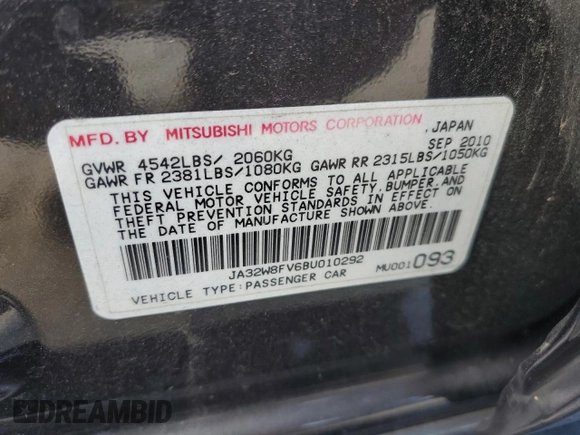 MFD.BY MITSUBISHI MOTORS CORPORATION ,JAPAN
SEP 2010
GVWR 4542LBS/ 2060KG
GAWR FR 2381LBS/1080KG GAWR RR 2315LBS/1050KG
THIS VEHICLE CONFORMS TO ALL APPLICABLE
FEDERAL MOTOR VEHICLE SAFETY,BUMPER,AND
THEFT PREVENTION STANDARDS IN EFFECT ON
THE DATE OF MANUFACTURE SHOWN ABOVE.
JA32W8FV6BU010292
MU001093
VEHICLE TYPE:PASSENGER CAR
DREAMBID